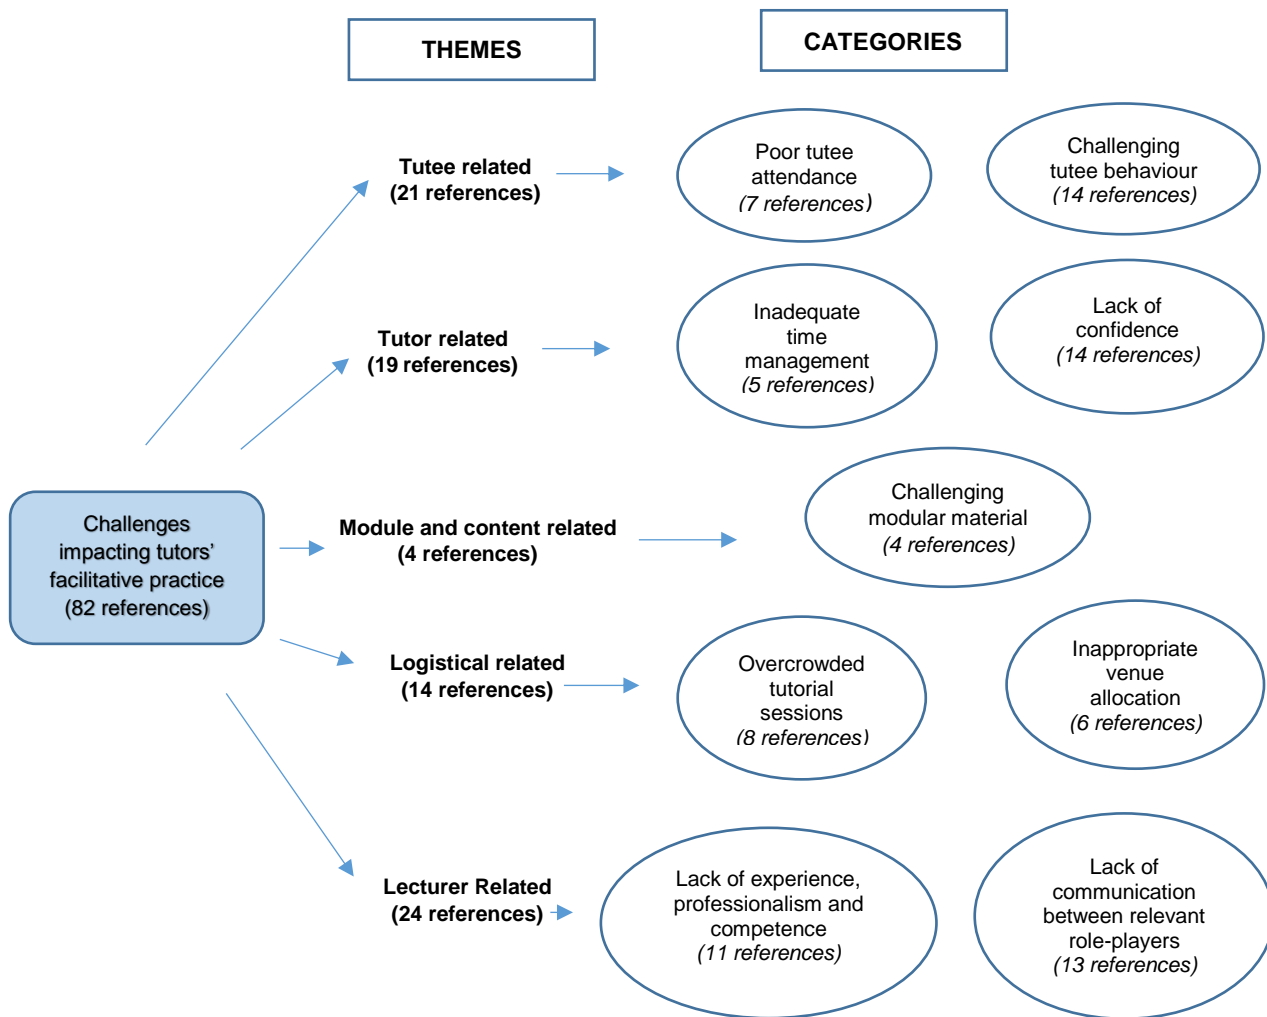 THEMES
CATEGORIES
Tutee related
(21 references)
Poor tutee
attendance
(7 references)
Challenging
tutee behaviour
(14 references)
Tutor related
(19 references)
Inadequate
time
management
(5 references)
Lack of
confidence
(14 references)
Challenges
impacting tutors’
facilitative practice
(82 references)
Module and content related
(4 references)
Challenging
modular material
(4 references)
Logistical related
(14 references)
Overcrowded
tutorial
sessions
(8 references)
Inappropriate
venue
allocation
(6 references)
Lecturer Related
(24 references)
Lack of experience,
professionalism and
competence
(11 references)
Lack of
communication
between relevant
role-players
(13 references)